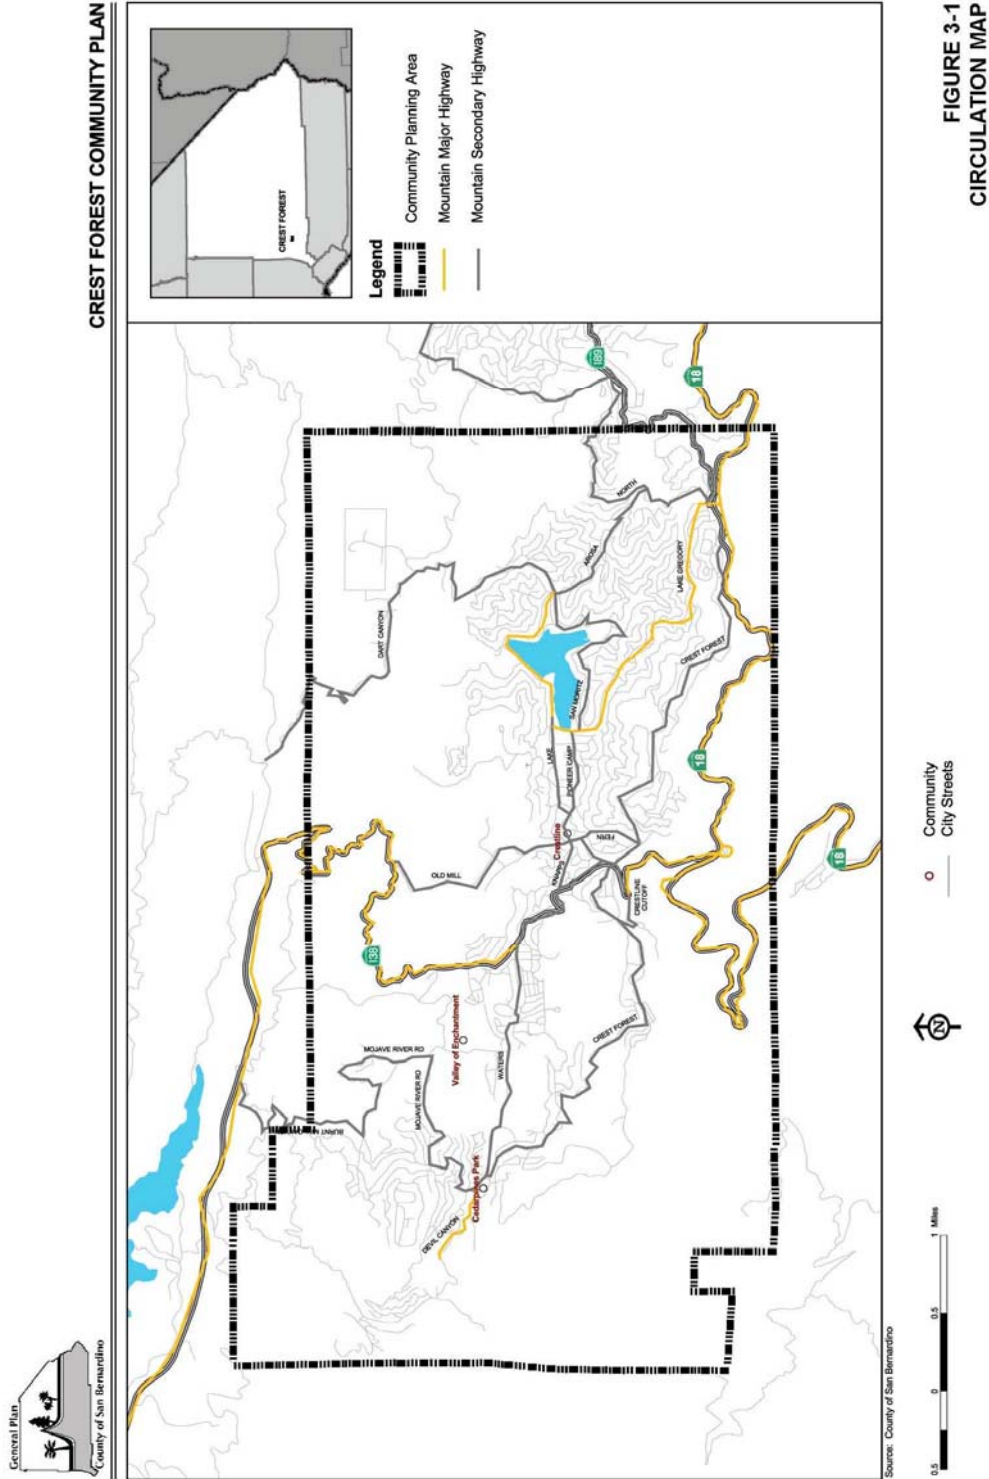 General Plan
County of San Bernardino
CREST FOREST COMMUNITY PLAN
CREST FOREST
Legend
Community Planning Area
Mountain Major Highway
Mountain Secondary Highway
138
189
18
18
18
DART CANYON
OLD MILL
MOJAVE RIVER RD
MOJAVE RIVER RD
Valley of Enchantment
WATERS
Cedarpines Park
DEVIL CANYON
CREST FOREST
KNAPPS
Crestline
LAKE
PIONEER CAMP
FERN
CRESTLINE
CUTOFF
SAN MORITZ
AROSA
NORTH
LAKE GREGORY
CREST FOREST
Source: County of San Bernardino
0.5
0
0.5
1
Miles
N
Community
City Streets
FIGURE 3-1
CIRCULATION MAP